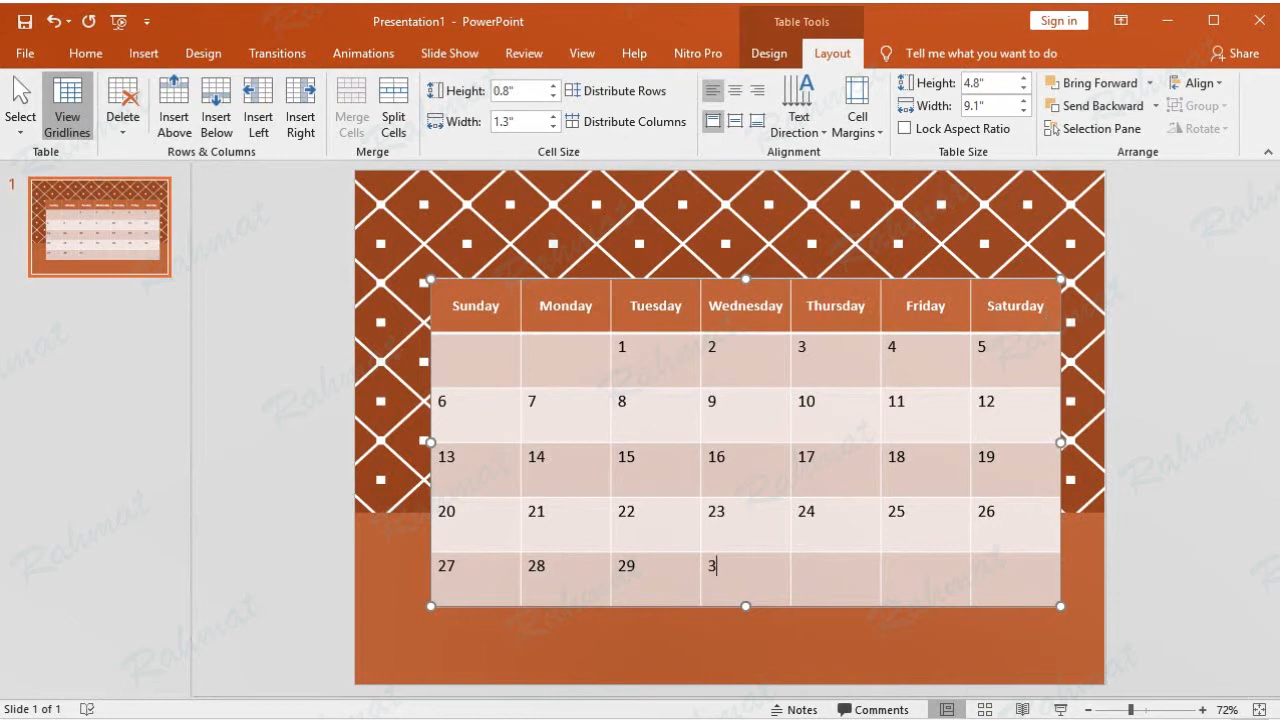 Presentation1 - PowerPoint
Table Tools
Sign in
File Home Insert Design Transitions Animations Slide Show Review View Help Nitro Pro Design Layout Tell me what you want to do Share
Select
View Gridlines
Delete
Insert Above
Insert Below
Insert Left
Insert Right
Merge Cells
Split Cells
Height: 0.8"
Width: 1.3"
Distribute Rows
Distribute Columns
Text Direction
Cell Margins
Height: 4.8"
Width: 9.1"
Lock Aspect Ratio
Bring Forward
Send Backward
Selection Pane
Align
Group
Rotate
Table Rows & Columns Merge Cell Size Alignment Table Size Arrange
1
Sunday Monday Tuesday Wednesday Thursday Friday Saturday
1 2 3 4 5
6 7 8 9 10 11 12
13 14 15 16 17 18 19
20 21 22 23 24 25 26
27 28 29 3
Rahmat
Slide 1 of 1 Notes Comments 72%